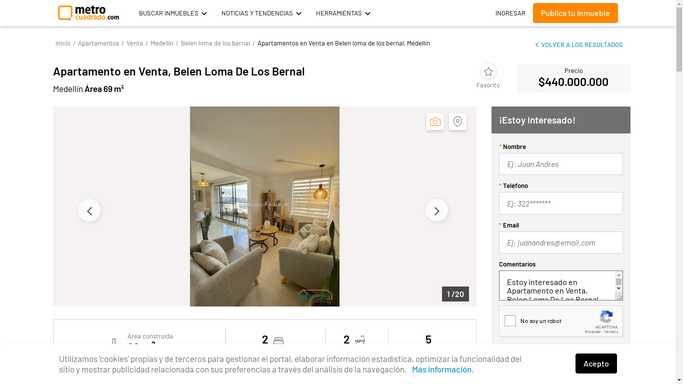 metro
cuadrado.com
BUSCAR INMUEBLES
NOTICIAS Y TENDENCIAS
HERRAMIENTAS
INGRESAR
Publica tu Inmueble
Inicio / Apartamentos / Venta / Medellín / Belen loma de los bernal / Apartamentos en Venta en Belen loma de los bernal, Medellín
VOLVER A LOS RESULTADOS
Apartamento en Venta, Belen Loma De Los Bernal
Medellín Área 69 m²
Favorito
Precio
$440.000.000
1 / 20
¡Estoy Interesado!
* Nombre
Ej: Juan Andres
* Teléfono
Ej: 322*******
* Email
Ej: juanandres@email.com
Comentarios
Estoy interesado en
Apartamento en Venta,
Belen Loma De Los Bernal
No soy un robot
reCAPTCHA
Privacidad - Términos
Área construida
2
2
5
Utilizamos 'cookies' propias y de terceros para gestionar el portal, elaborar información estadística, optimizar la funcionalidad del
sitio y mostrar publicidad relacionada con sus preferencias a través del análisis de la navegación. Más información.
Acepto